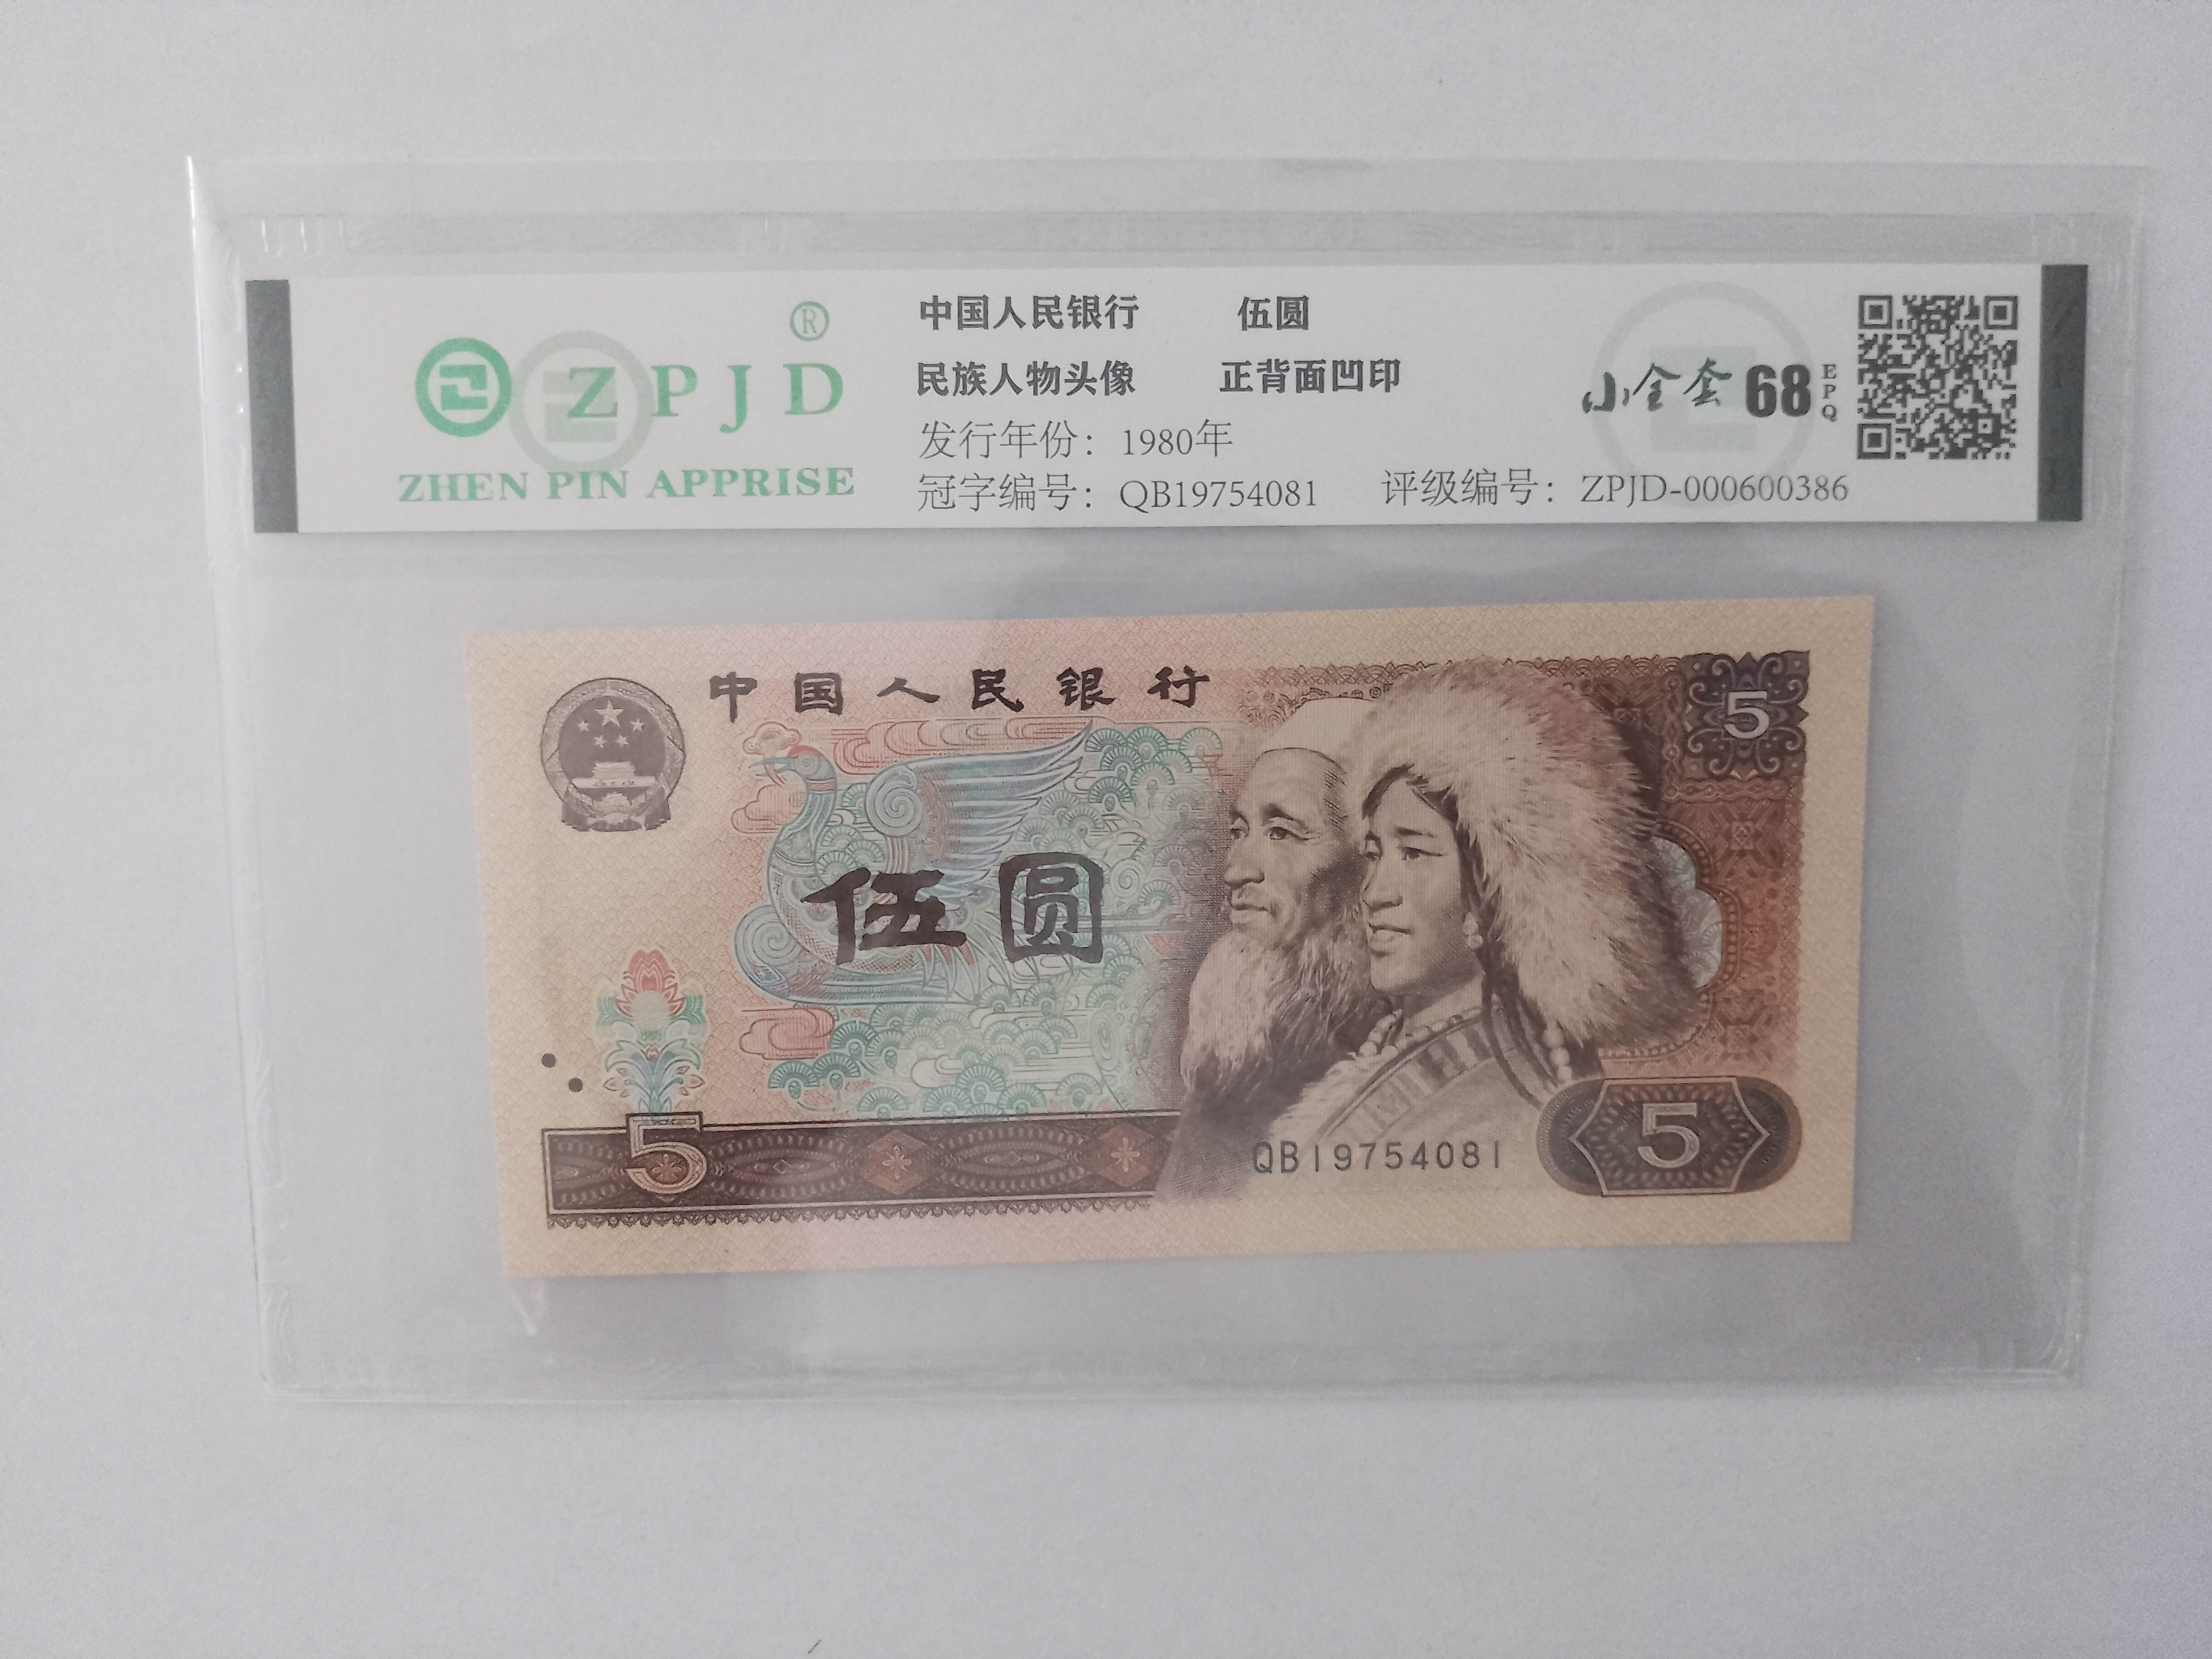 ®
ZPJD
ZHEN PIN APPRISE
中国人民银行 伍圆
民族人物头像 正背面凹印
发行年份：1980年
冠字编号：QB19754081 评级编号：ZPJD-000600386
小全套 68 EPQ
中国人民银行
5
伍圆
5
QB19754081
5